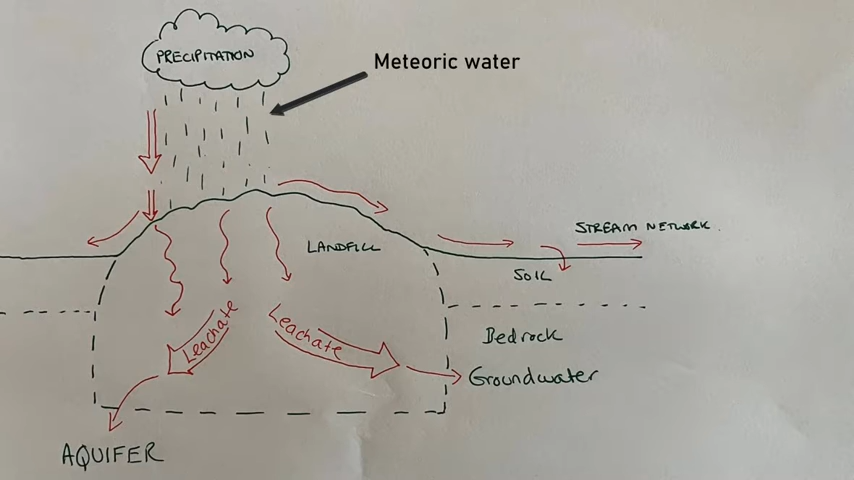 PRECIPITATION
Meteoric water
STREAM NETWORK.
LANDFILL
SOIL
Leachate
Leachate
Bedrock
Groundwater
AQUIFER